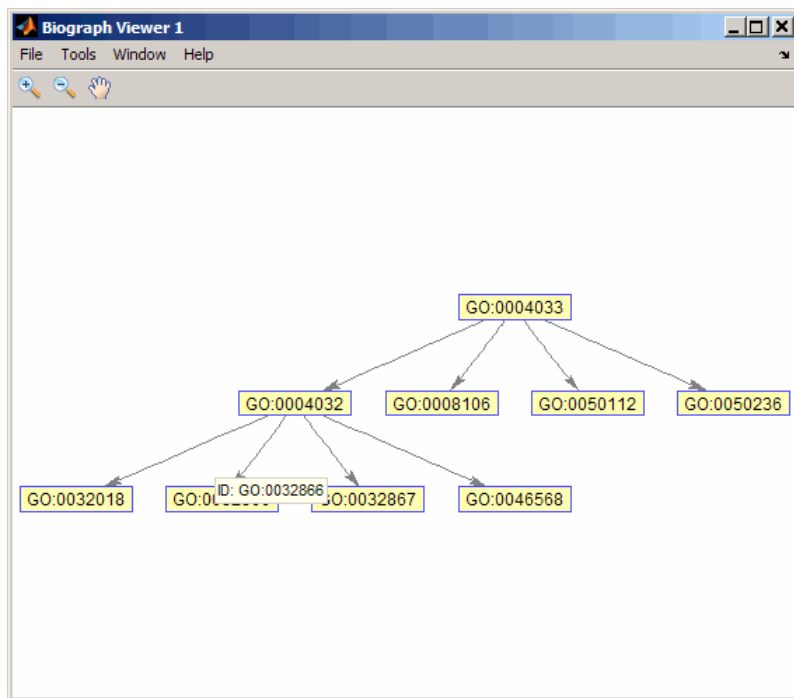 Biograph Viewer 1
File Tools Window Help
GO:0004033
GO:0004032 GO:0008106 GO:0050112 GO:0050236
ID: GO:0032866
GO:0032018 GO:0032867 GO:0046568